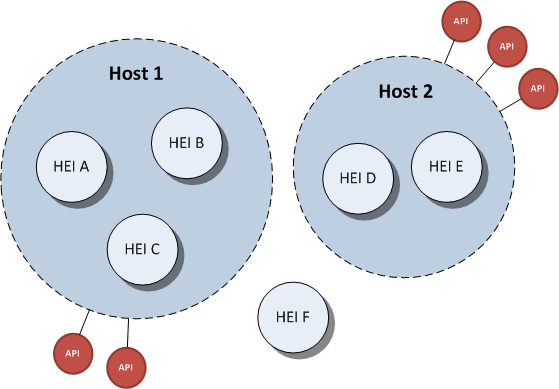 API
API
API
Host 1
Host 2
HEI A
HEI B
HEI C
HEI D
HEI E
HEI F
API
API